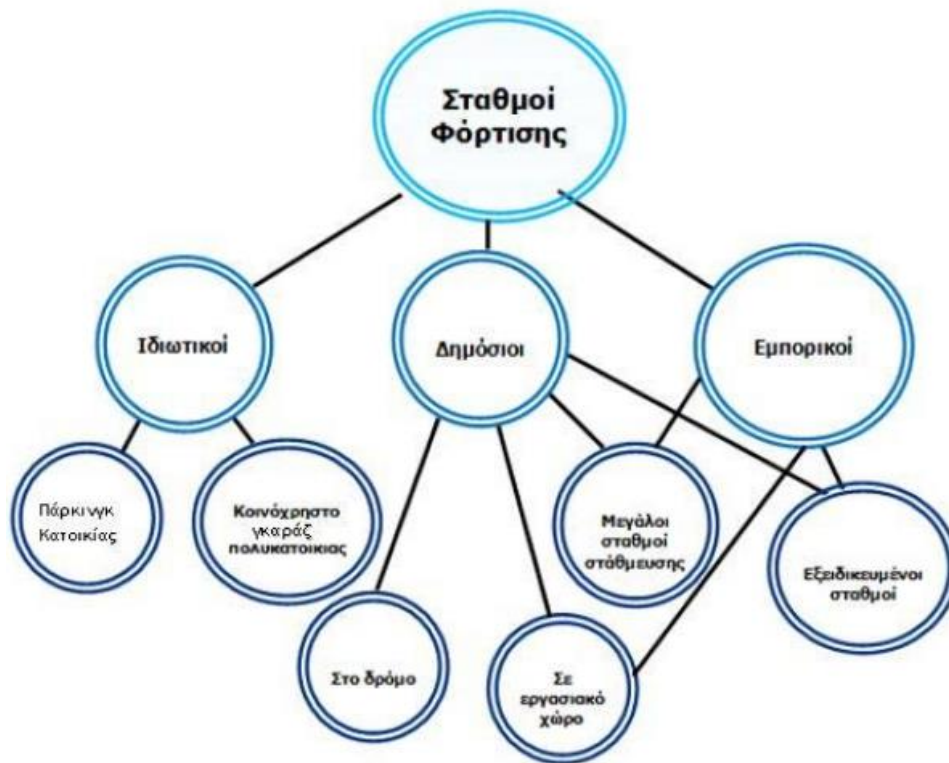 Σταθμοί
Φόρτισης
Ιδιωτικοί
Δημόσιοι
Εμπορικοί
Πάρκινγκ
Κατοικίας
Κοινόχρηστο
γκαράζ
πολυκατοικιας
Μεγάλοι
σταθμοί
στάθμευσης
Εξειδικευμένοι
σταθμοί
Στο δρόμο
Σε
εργασιακό
χώρο